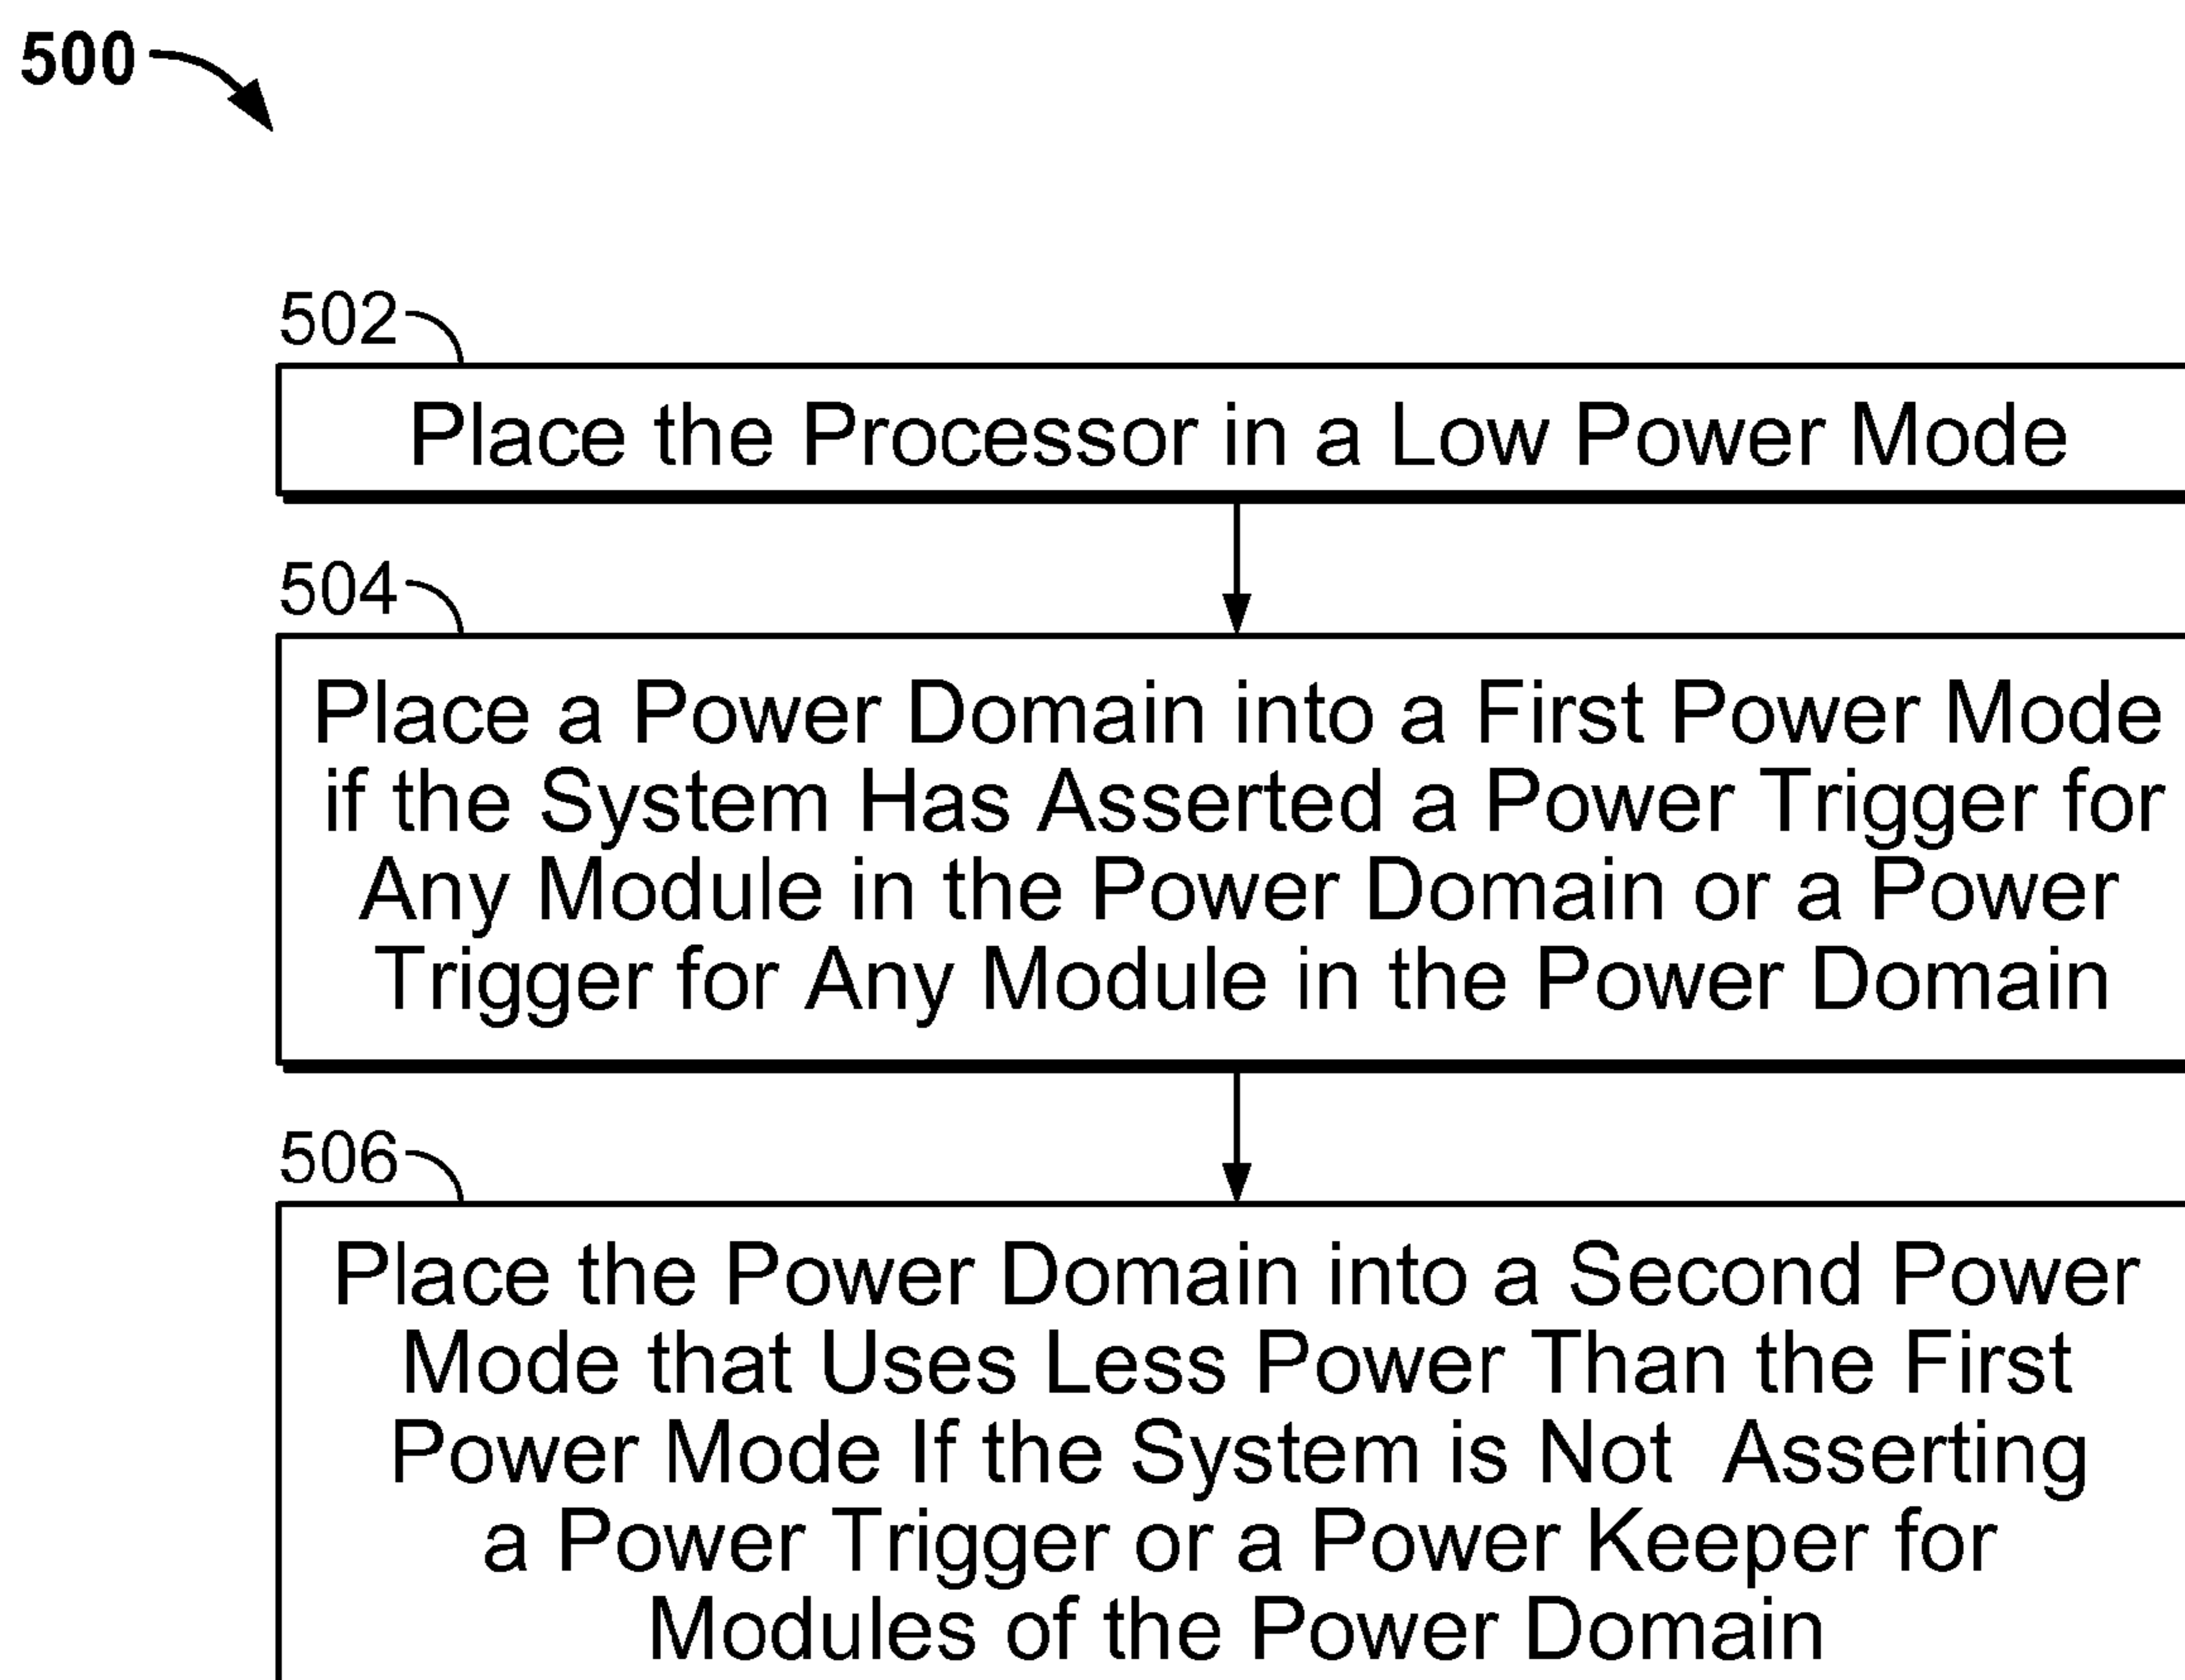 500
502
Place the Processor in a Low Power Mode
504
Place a Power Domain into a First Power Mode
if the System Has Asserted a Power Trigger for
Any Module in the Power Domain or a Power
Trigger for Any Module in the Power Domain
506
Place the Power Domain into a Second Power
Mode that Uses Less Power Than the First
Power Mode If the System is Not Asserting
a Power Trigger or a Power Keeper for
Modules of the Power Domain